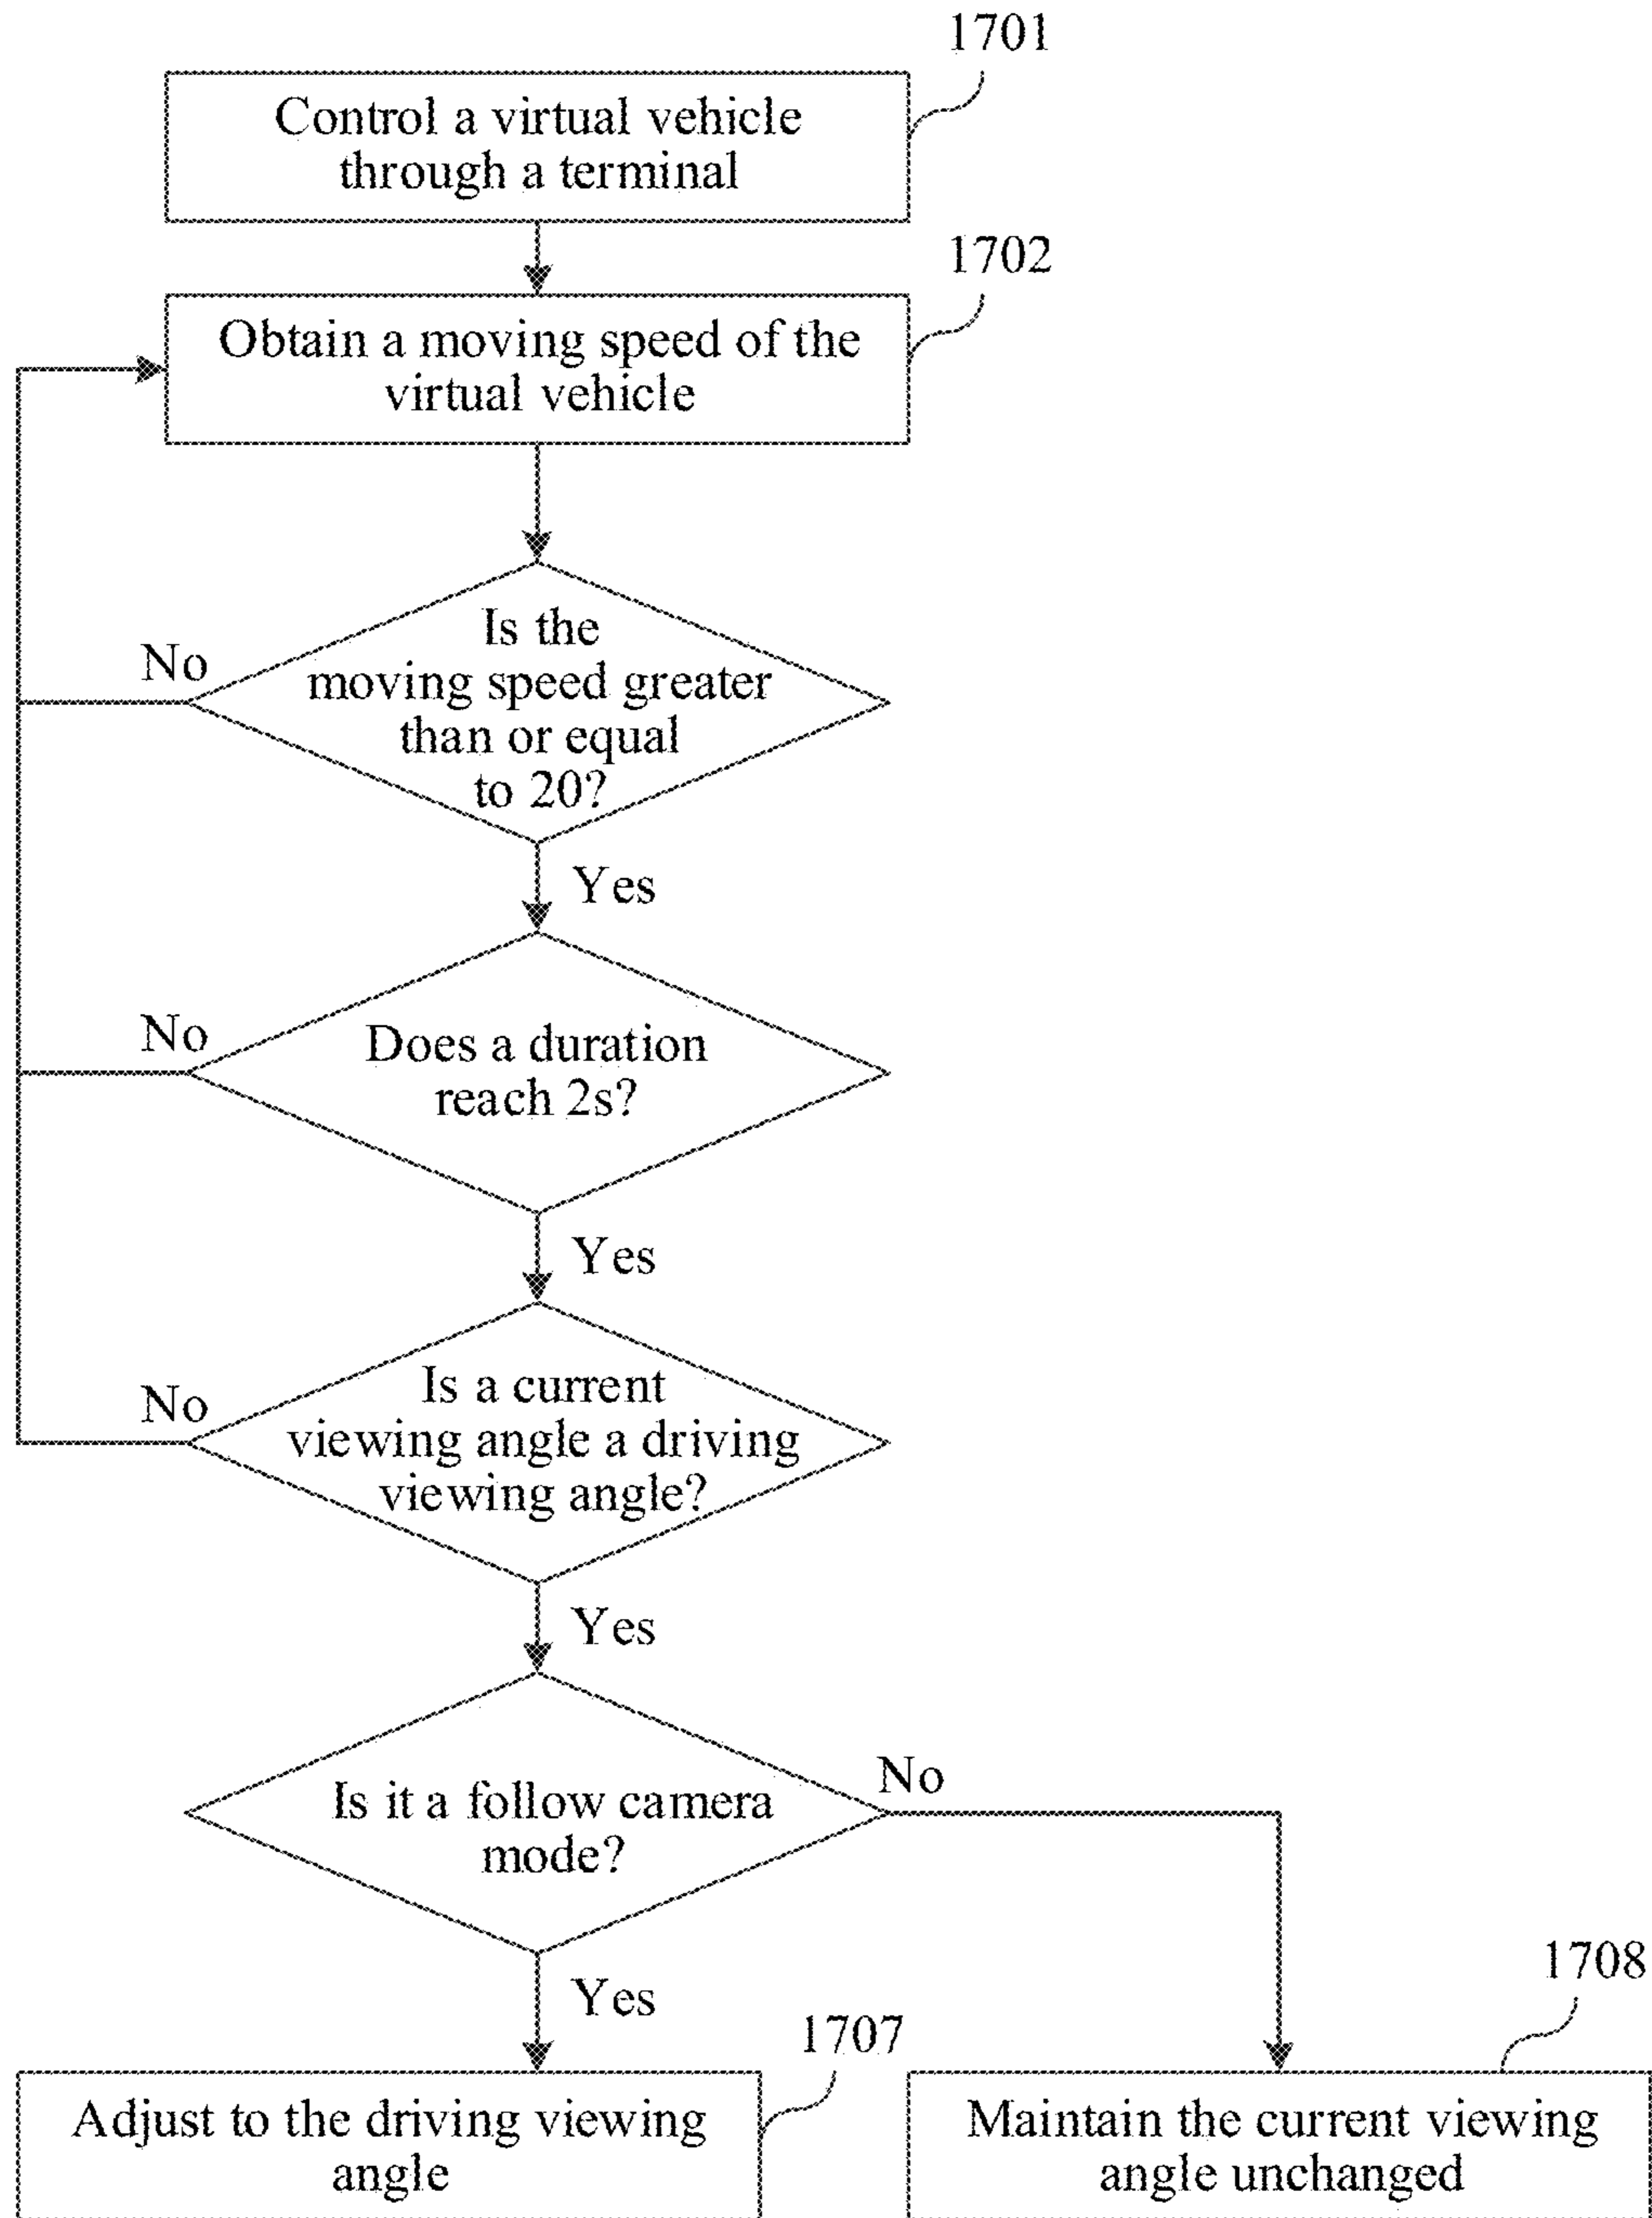 1701
Control a virtual vehicle
through a terminal
1702
Obtain a moving speed of the
virtual vehicle
No
Is the
moving speed greater
than or equal
to 20?
Yes
No
Does a duration
reach 2s?
Yes
No
Is a current
viewing angle a driving
viewing angle?
Yes
No
Is it a follow camera
mode?
Yes
1708
1707
Adjust to the driving viewing
angle
Maintain the current viewing
angle unchanged